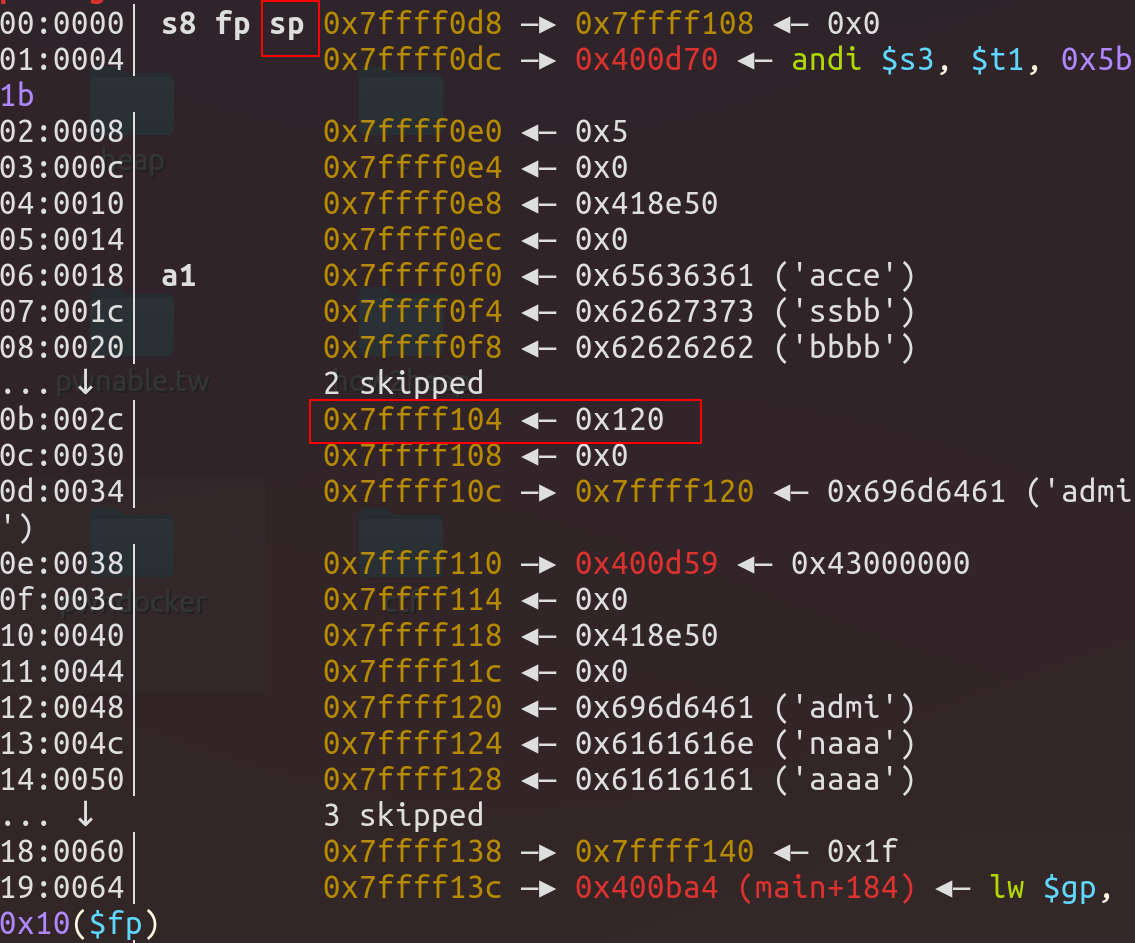 00:0000│ s8 fp sp 0x7ffff0d8 —▸ 0x7ffff108 ◂— 0x0
01:0004│ 0x7ffff0dc —▸ 0x400d70 ◂— andi $s3, $t1, 0x5b
1b
02:0008│ 0x7ffff0e0 ◂— 0x5
heap
03:000c│ 0x7ffff0e4 ◂— 0x0
04:0010│ 0x7ffff0e8 ◂— 0x418e50
05:0014│ 0x7ffff0ec ◂— 0x0
06:0018│ a1 0x7ffff0f0 ◂— 0x65636361 ('acce')
07:001c│ 0x7ffff0f4 ◂— 0x62627373 ('ssbb')
08:0020│ 0x7ffff0f8 ◂— 0x62626262 ('bbbb')
... ↓ 2 skipped
pwnable.tw
0b:002c│ 0x7ffff104 ◂— 0x120
0c:0030│ 0x7ffff108 ◂— 0x0
0d:0034│ 0x7ffff10c —▸ 0x7ffff120 ◂— 0x696d6461 ('admi
')
0e:0038│ 0x7ffff110 —▸ 0x400d59 ◂— 0x43000000
0f:003c│ 0x7ffff114 ◂— 0x0
10:0040│ 0x7ffff118 ◂— 0x418e50
11:0044│ 0x7ffff11c ◂— 0x0
12:0048│ 0x7ffff120 ◂— 0x696d6461 ('admi')
13:004c│ 0x7ffff124 ◂— 0x6161616e ('naaa')
14:0050│ 0x7ffff128 ◂— 0x61616161 ('aaaa')
... ↓ 3 skipped
18:0060│ 0x7ffff138 —▸ 0x7ffff140 ◂— 0x1f
19:0064│ 0x7ffff13c —▸ 0x400ba4 (main+184) ◂— lw $gp,
0x10($fp)